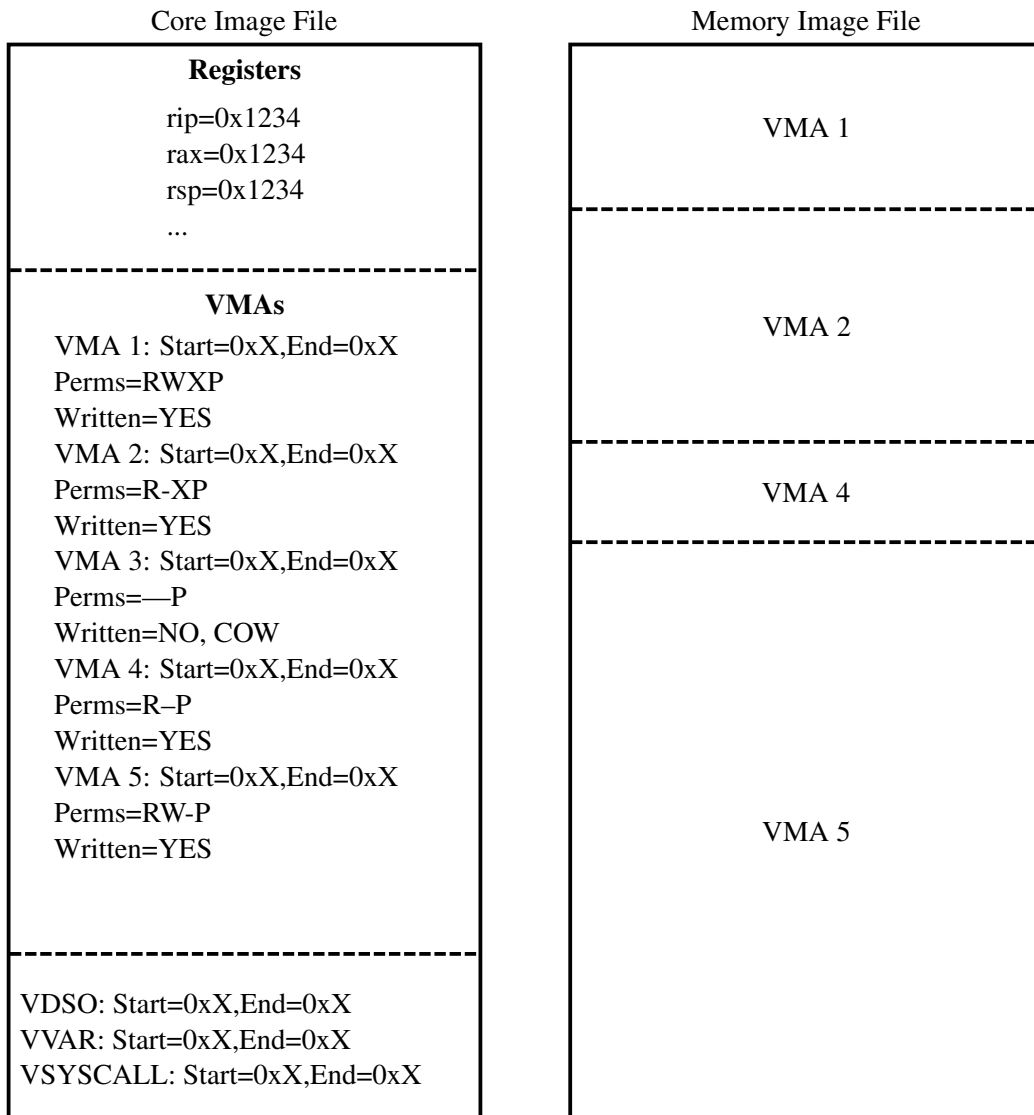 Core Image File
Registers
rip=0x1234
rax=0x1234
rsp=0x1234
...
VMAs
VMA 1: Start=0xX,End=0xX
Perms=RWXP
Written=YES
VMA 2: Start=0xX,End=0xX
Perms=R-XP
Written=YES
VMA 3: Start=0xX,End=0xX
Perms=—P
Written=NO, COW
VMA 4: Start=0xX,End=0xX
Perms=R–P
Written=YES
VMA 5: Start=0xX,End=0xX
Perms=RW-P
Written=YES
VDSO: Start=0xX,End=0xX
VVAR: Start=0xX,End=0xX
VSYSCALL: Start=0xX,End=0xX
Memory Image File
VMA 1
VMA 2
VMA 4
VMA 5